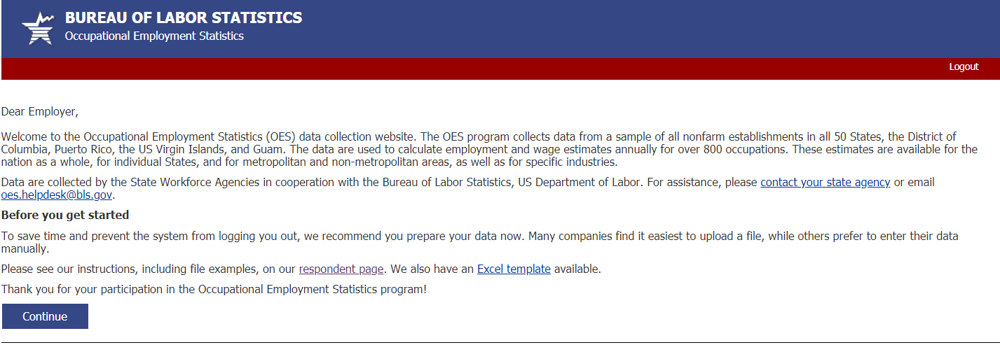 BUREAU OF LABOR STATISTICS
Occupational Employment Statistics
Logout
Dear Employer,
Welcome to the Occupational Employment Statistics (OES) data collection website. The OES program collects data from a sample of all nonfarm establishments in all 50 States, the District of
Columbia, Puerto Rico, the US Virgin Islands, and Guam. The data are used to calculate employment and wage estimates annually for over 800 occupations. These estimates are available for the
nation as a whole, for individual States, and for metropolitan and non-metropolitan areas, as well as for specific industries.
Data are collected by the State Workforce Agencies in cooperation with the Bureau of Labor Statistics, US Department of Labor. For assistance, please contact your state agency or email
oes.helpdesk@bls.gov.
Before you get started
To save time and prevent the system from logging you out, we recommend you prepare your data now. Many companies find it easiest to upload a file, while others prefer to enter their data
manually.
Please see our instructions, including file examples, on our respondent page. We also have an Excel template available.
Thank you for your participation in the Occupational Employment Statistics program!
Continue